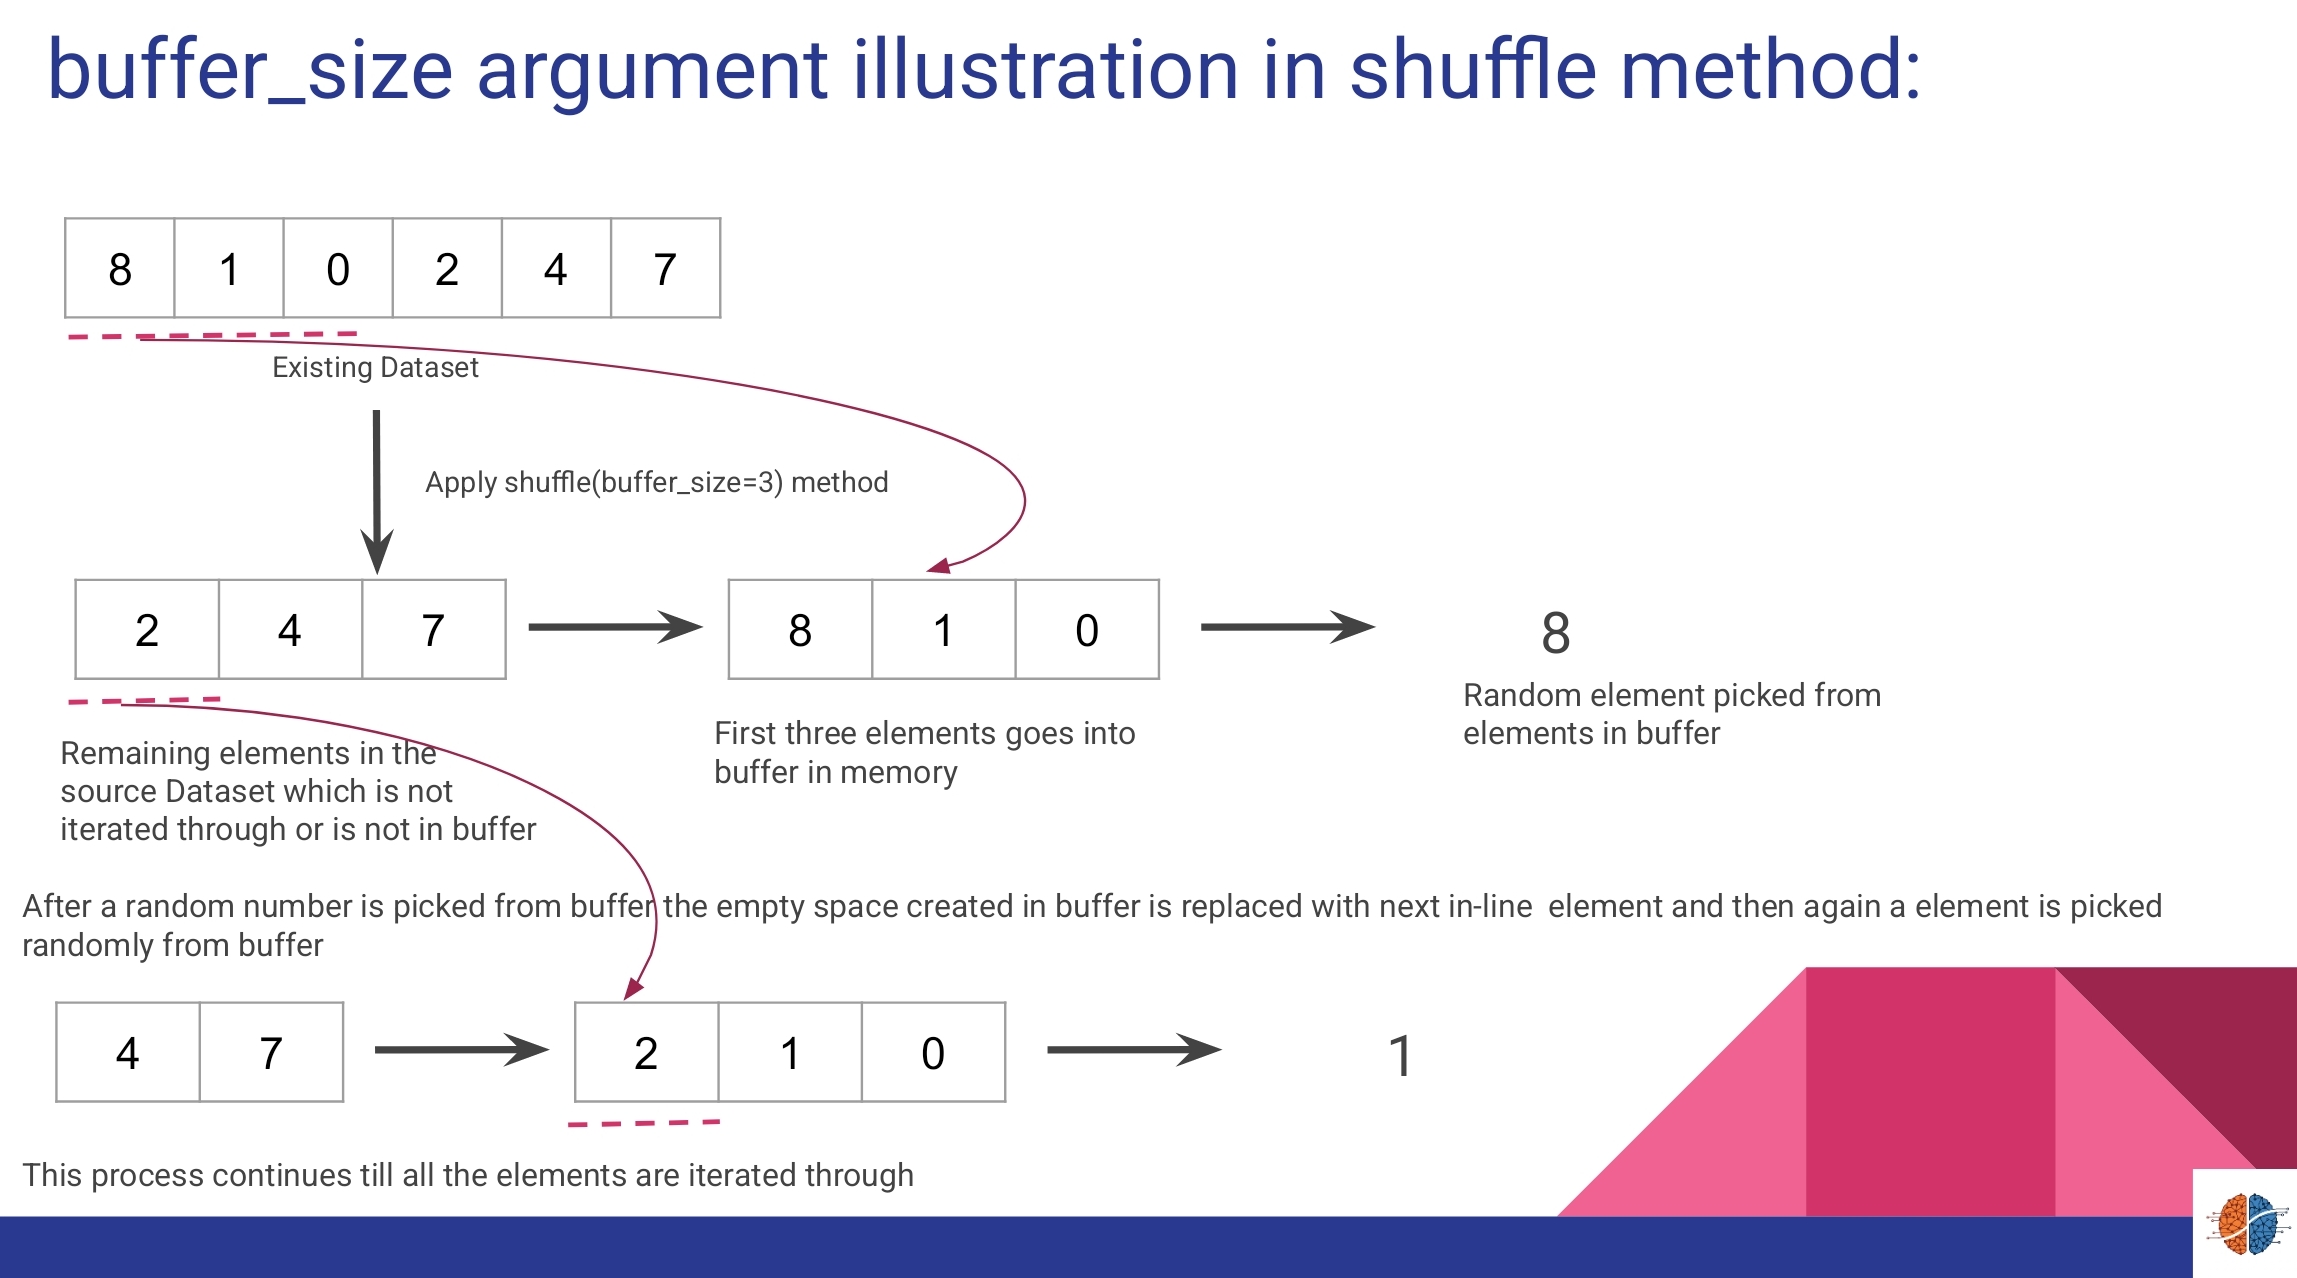 buffer_size argument illustration in shuffle method:
8 1 0 2 4 7
Existing Dataset
Apply shuffle(buffer_size=3) method
2 4 7 8 1 0 8
Random element picked from
elements in buffer
First three elements goes into
buffer in memory
Remaining elements in the
source Dataset which is not
iterated through or is not in buffer
After a random number is picked from buffer the empty space created in buffer is replaced with next in-line element and then again a element is picked
randomly from buffer
4 7 2 1 0 1
This process continues till all the elements are iterated through